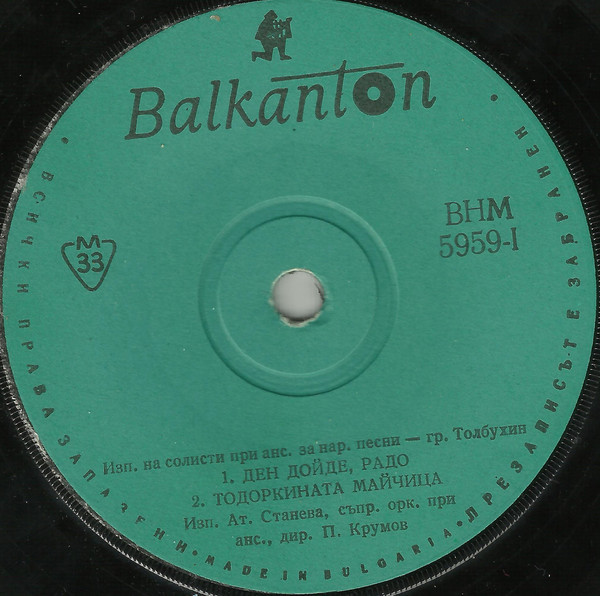 Balkanton
ВНМ
5959-I
М
33
Изп. на солисти при анс. за нар. песни — гр. Толбухин
1. ДЕН ДОЙДЕ, РАДО
2. ТОДОРКИНАТА МАЙЧИЦА
Изп. Ат. Станева, съпр. орк. при
анс., дир. П. Крумов
• ВСИЧКИ ПРАВА ЗАПАЗЕНИ • MADE IN BULGARIA • ПРЕЗАПИСЪТ Е ЗАБРАНЕН •